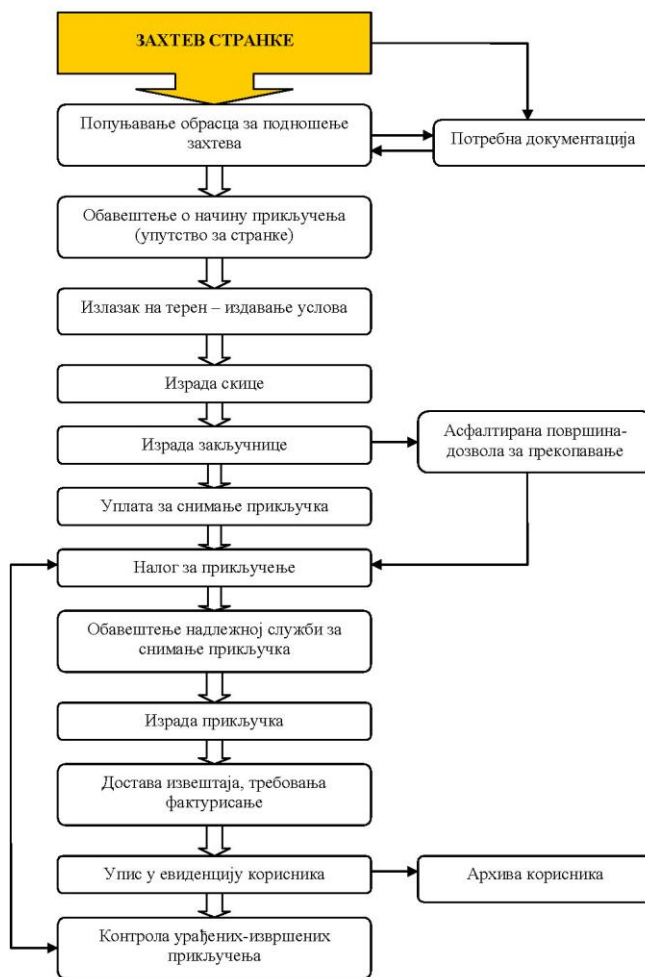 ЗАХТЕВ СТРАНКЕ
Попуњавање обрасца за подношење
захтева
Потребна документација
Обавештење о начину прикључења
(упутство за странке)
Излазак на терен – издавање услова
Израда скице
Израда закључнице
Асфалтирана површина-
дозвола за прекопавање
Уплата за снимање прикључка
Налог за прикључење
Обавештење надлежној служби за
снимање прикључка
Израда прикључка
Достава извештаја, требовања
фактурисање
Упис у евиденцију корисника
Архива корисника
Контрола урађених-извршених
прикључења